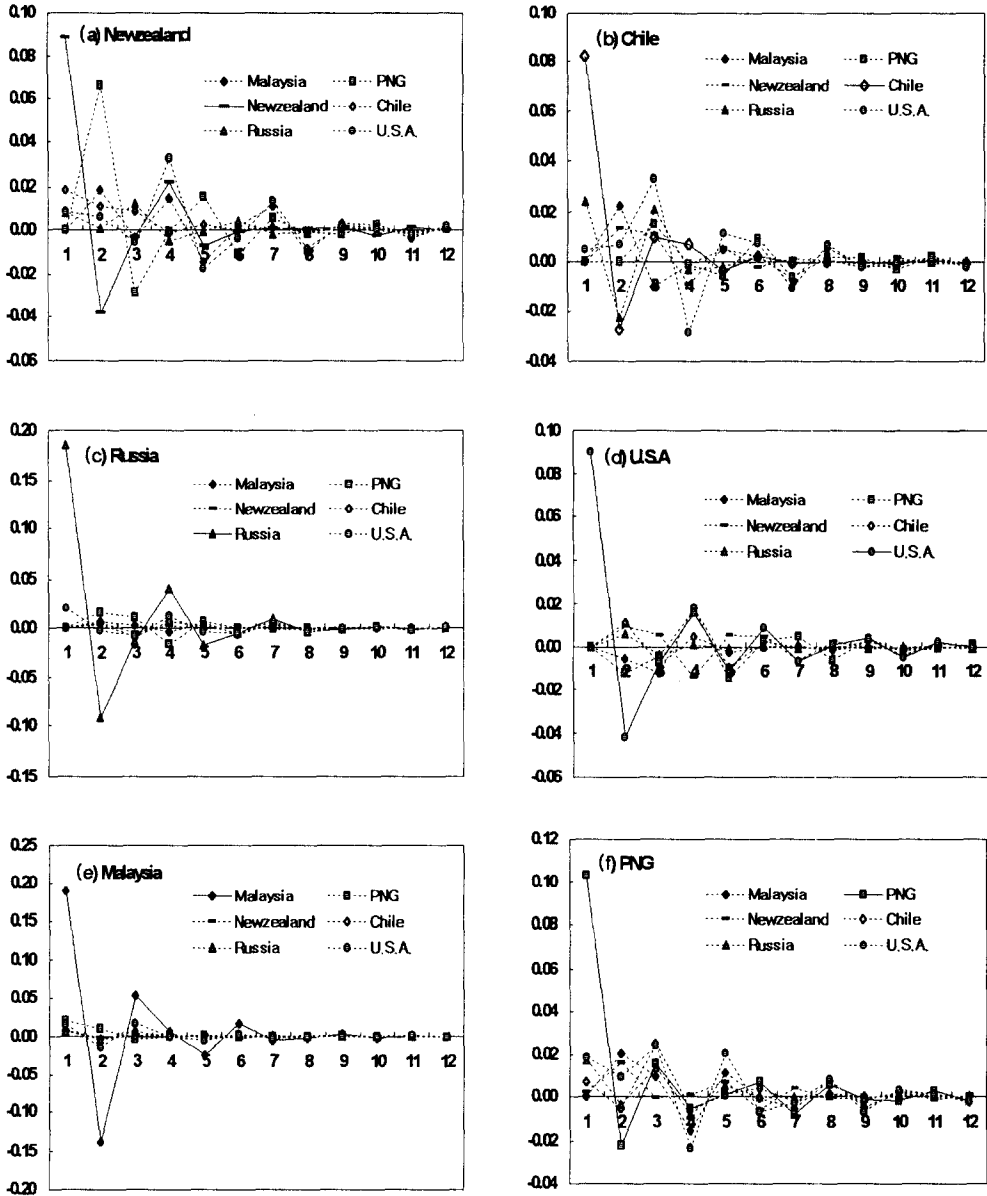 (a) Newzealand
0.10
0.08
0.06
0.04
0.02
0.00
-0.02
-0.04
-0.06
Malaysia PNG
Newzealand Chile
Russia U.S.A.
1 2 3 4 5 6 7 8 9 10 11 12
(b) Chile
0.10
0.08
0.06
0.04
0.02
0.00
-0.02
-0.04
Malaysia PNG
Newzealand Chile
Russia U.S.A.
1 2 3 4 5 6 7 8 9 10 11 12
(c) Russia
0.20
0.15
0.10
0.05
0.00
-0.05
-0.10
-0.15
Malaysia PNG
Newzealand Chile
Russia U.S.A.
1 2 3 4 5 6 7 8 9 10 11 12
(d) U.S.A
0.10
0.08
0.06
0.04
0.02
0.00
-0.02
-0.04
-0.06
Malaysia PNG
Newzealand Chile
Russia U.S.A.
1 2 3 4 5 6 7 8 9 10 11 12
(e) Malaysia
0.25
0.20
0.15
0.10
0.05
0.00
-0.05
-0.10
-0.15
-0.20
Malaysia PNG
Newzealand Chile
Russia U.S.A.
1 2 3 4 5 6 7 8 9 10 11 12
(f) PNG
0.12
0.10
0.08
0.06
0.04
0.02
0.00
-0.02
-0.04
Malaysia PNG
Newzealand Chile
Russia U.S.A.
1 2 3 4 5 6 7 8 9 10 11 12